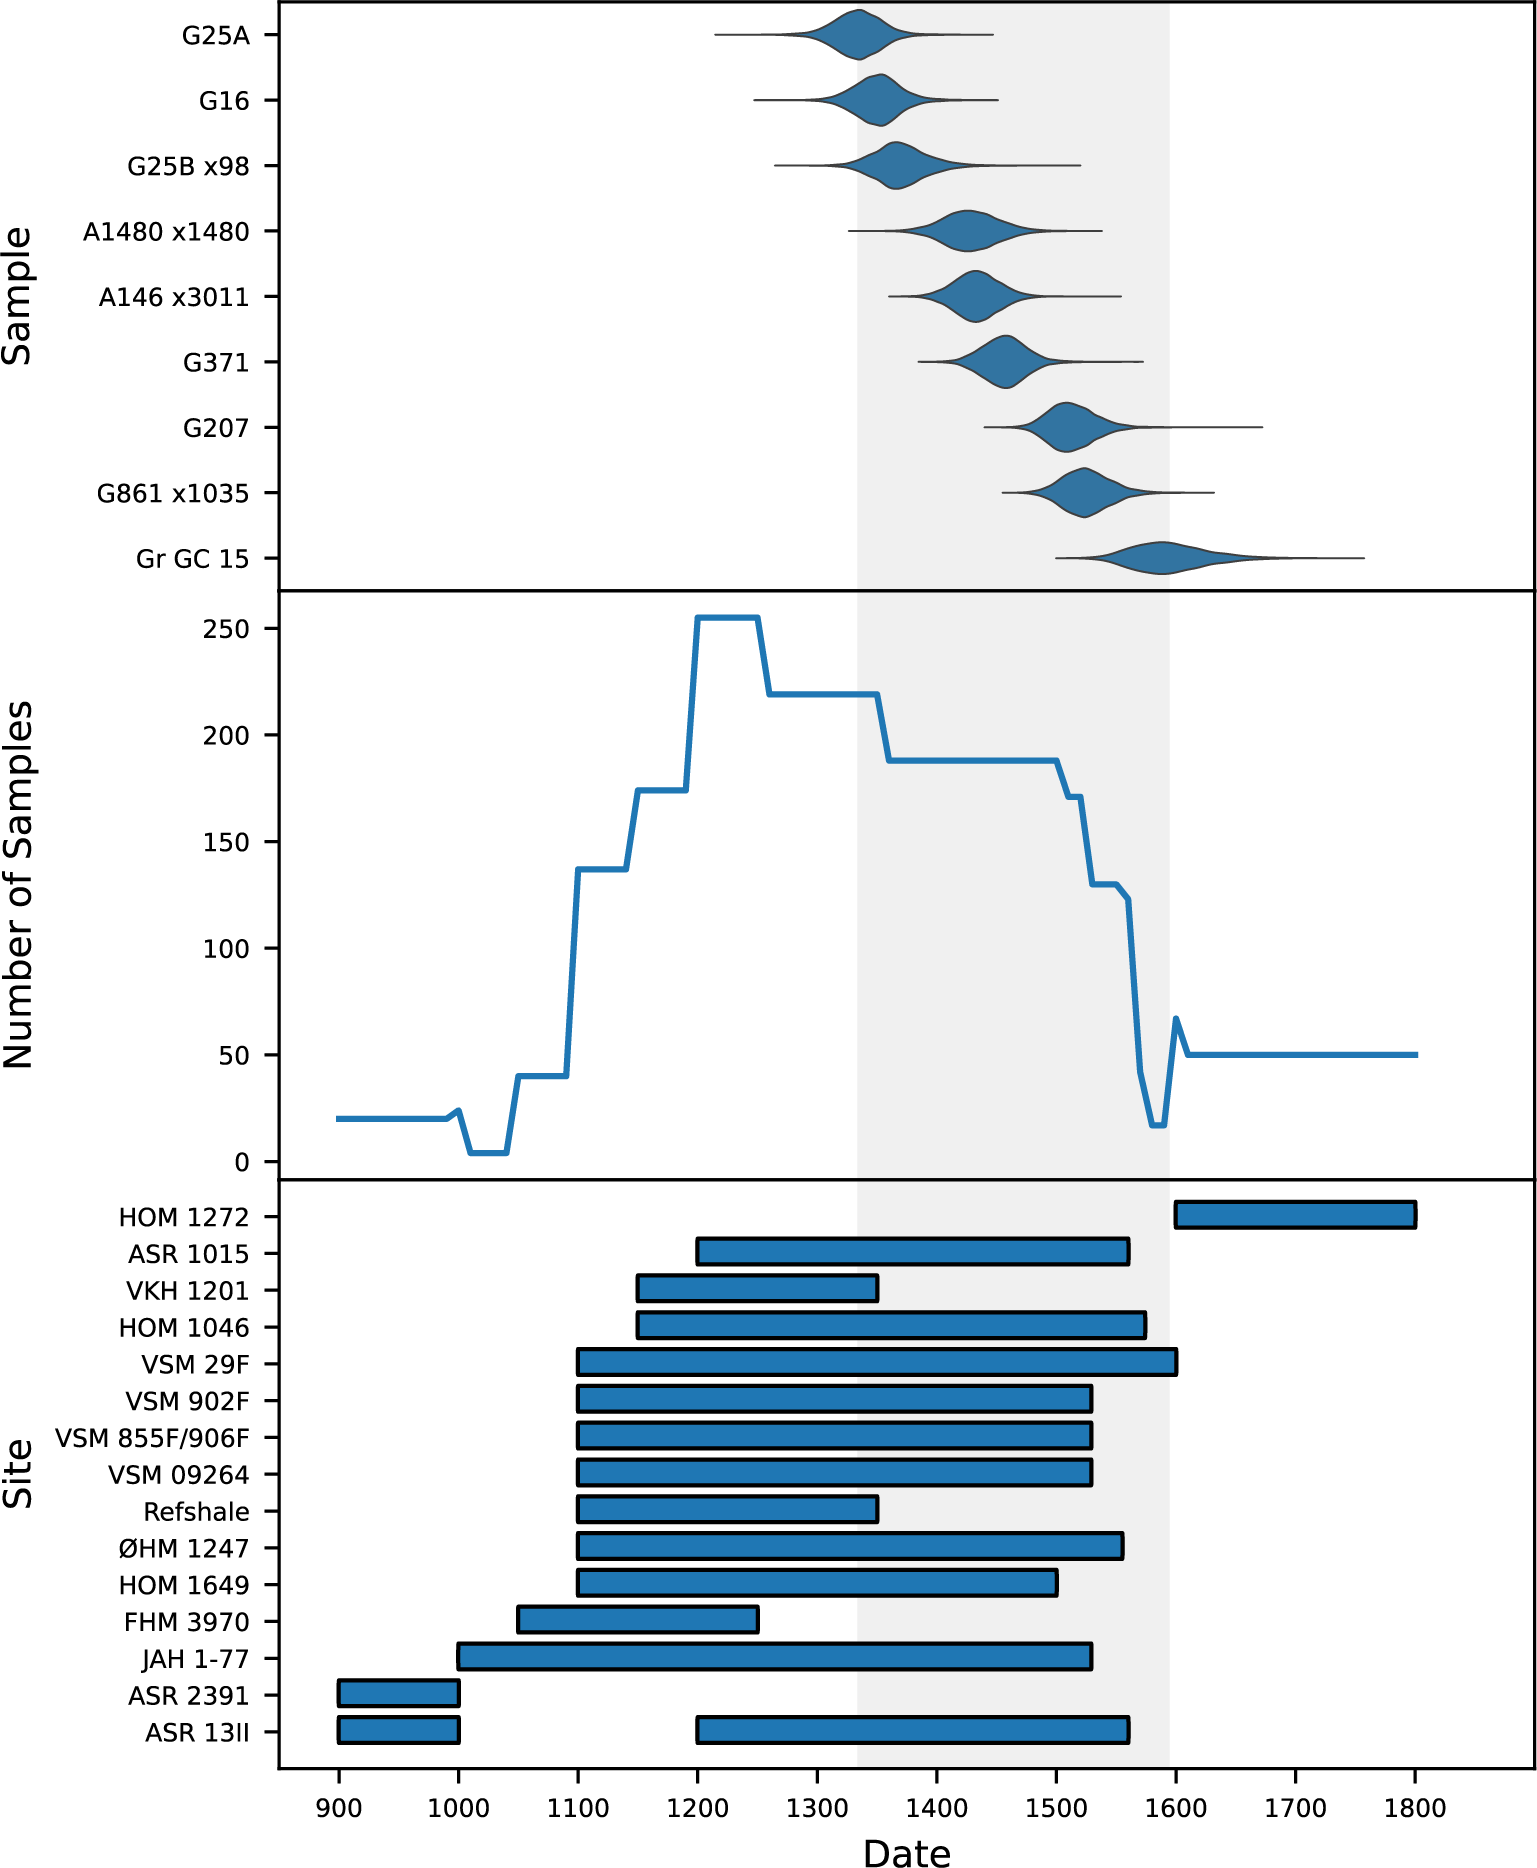 Sample
G25A
G16
G25B x98
A1480 x1480
A146 x3011
G371
G207
G861 x1035
Gr GC 15
Number of Samples
250
200
150
100
50
0
Site
HOM 1272
ASR 1015
VKH 1201
HOM 1046
VSM 29F
VSM 902F
VSM 855F/906F
VSM 09264
Refshale
ØHM 1247
HOM 1649
FHM 3970
JAH 1-77
ASR 2391
ASR 13II
900 1000 1100 1200 1300 1400 1500 1600 1700 1800
Date